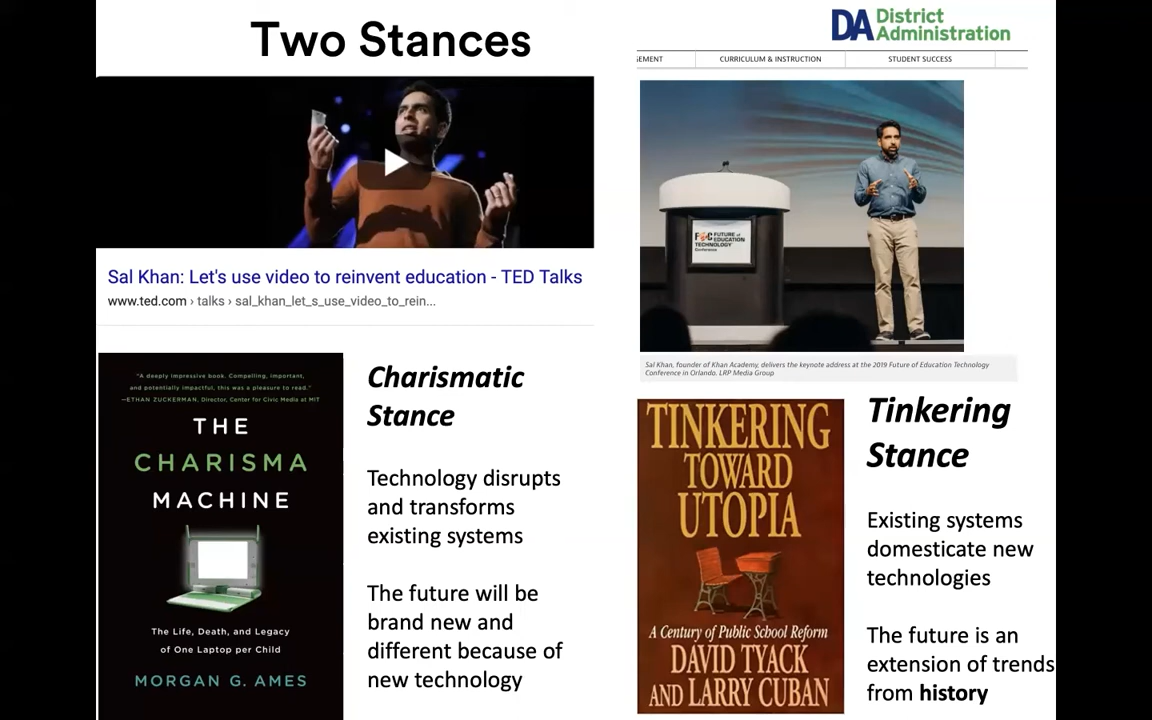 Two Stances
Sal Khan: Let's use video to reinvent education - TED Talks
www.ted.com › talks › sal_khan_let_s_use_video_to_rein...
"A deeply impressive book. Compelling, important,
and potentially impactful, this was a pleasure to read."
—ETHAN ZUCKERMAN, Director, Center for Civic Media at MIT
THE
CHARISMA
MACHINE
The Life, Death, and Legacy
of One Laptop per Child
MORGAN G. AMES
Charismatic
Stance
Technology disrupts
and transforms
existing systems
The future will be
brand new and
different because of
new technology
DA District
Administration
GEMENT
CURRICULUM & INSTRUCTION
STUDENT SUCCESS
FUTURE of
EDUCATION
TECHNOLOGY
Conference
Sal Khan, founder of Khan Academy, delivers the keynote address at the 2019 Future of Education Technology
Conference in Orlando. LRP Media Group
TINKERING
TOWARD
UTOPIA
A Century of Public School Reform
DAVID TYACK
AND LARRY CUBAN
Tinkering
Stance
Existing systems
domesticate new
technologies
The future is an
extension of trends
from history